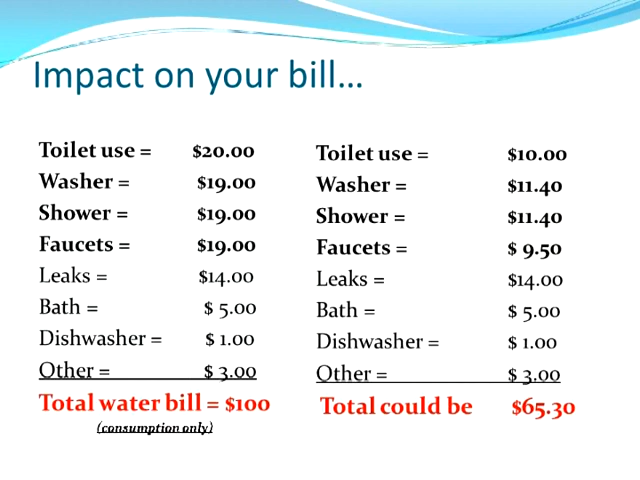 Impact on your bill...
Toilet use = $20.00
Washer = $19.00
Shower = $19.00
Faucets = $19.00
Leaks = $14.00
Bath = $ 5.00
Dishwasher = $ 1.00
Other = $ 3.00
Total water bill = $100
(consumption only)
Toilet use = $10.00
Washer = $11.40
Shower = $11.40
Faucets = $ 9.50
Leaks = $14.00
Bath = $ 5.00
Dishwasher = $ 1.00
Other = $ 3.00
Total could be $65.30